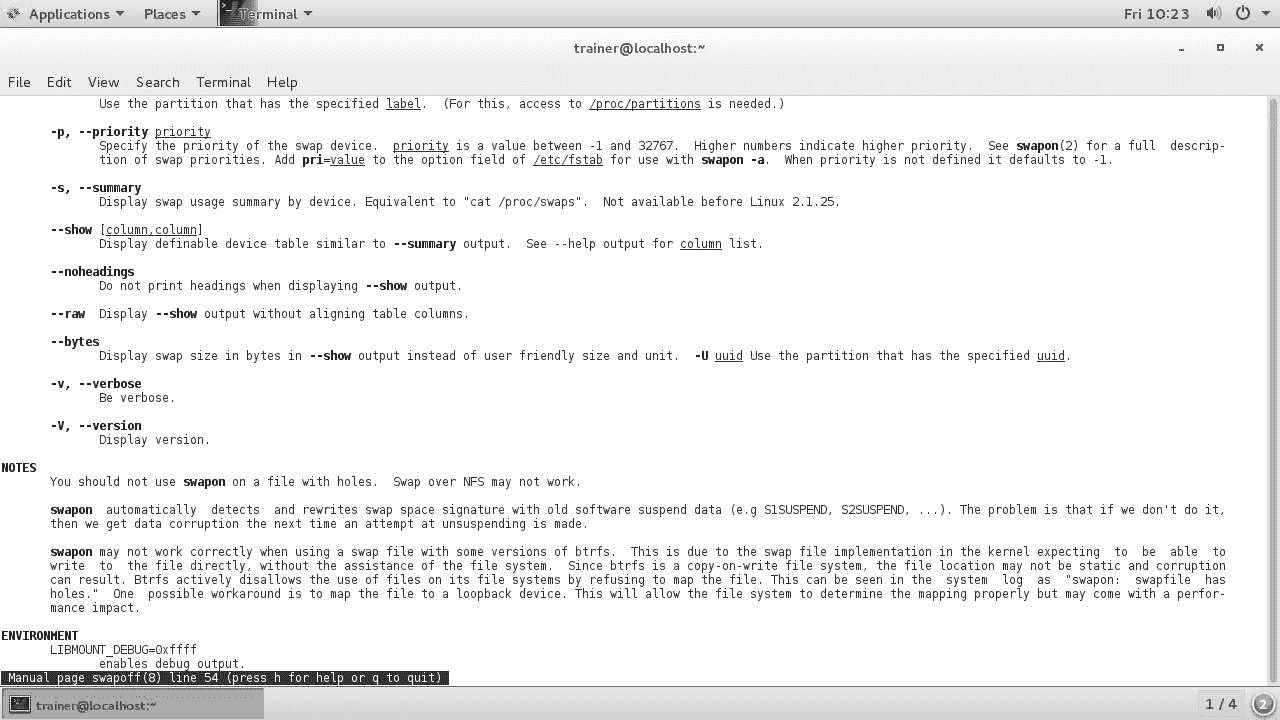 Applications Places Terminal Fri 10:23
trainer@localhost:~
File Edit View Search Terminal Help
Use the partition that has the specified label.  (For this, access to /proc/partitions is needed.)
-p, --priority priority
Specify the priority of the swap device.  priority is a value between -1 and 32767.  Higher numbers indicate higher priority.  See swapon(2) for a full  descrip-
tion of swap priorities. Add pri=value to the option field of /etc/fstab for use with swapon -a.  When priority is not defined it defaults to -1.
-s, --summary
Display swap usage summary by device. Equivalent to "cat /proc/swaps".  Not available before Linux 2.1.25.
--show [column,column]
Display definable device table similar to --summary output.  See --help output for column list.
--noheadings
Do not print headings when displaying --show output.
--raw  Display --show output without aligning table columns.
--bytes
Display swap size in bytes in --show output instead of user friendly size and unit.  -U uuid Use the partition that has the specified uuid.
-v, --verbose
Be verbose.
-V, --version
Display version.
NOTES
You should not use swapon on a file with holes.  Swap over NFS may not work.
swapon  automatically  detects  and rewrites swap space signature with old software suspend data (e.g S1SUSPEND, S2SUSPEND, ...). The problem is that if we don't do it,
then we get data corruption the next time an attempt at unsuspending is made.
swapon may not work correctly when using a swap file with some versions of btrfs.  This is due to the swap file implementation in the kernel expecting  to  be  able  to
write  to  the file directly, without the assistance of the file system.  Since btrfs is a copy-on-write file system, the file location may not be static and corruption
can result. Btrfs actively disallows the use of files on its file systems by refusing to map the file. This can be seen in the  system  log  as  "swapon:  swapfile  has
holes."  One  possible workaround is to map the file to a loopback device. This will allow the file system to determine the mapping properly but may come with a perfor-
mance impact.
ENVIRONMENT
LIBMOUNT_DEBUG=0xffff
enables debug output.
Manual page swapoff(8) line 54 (press h for help or q to quit)
trainer@localhost:~ 1 / 4 2